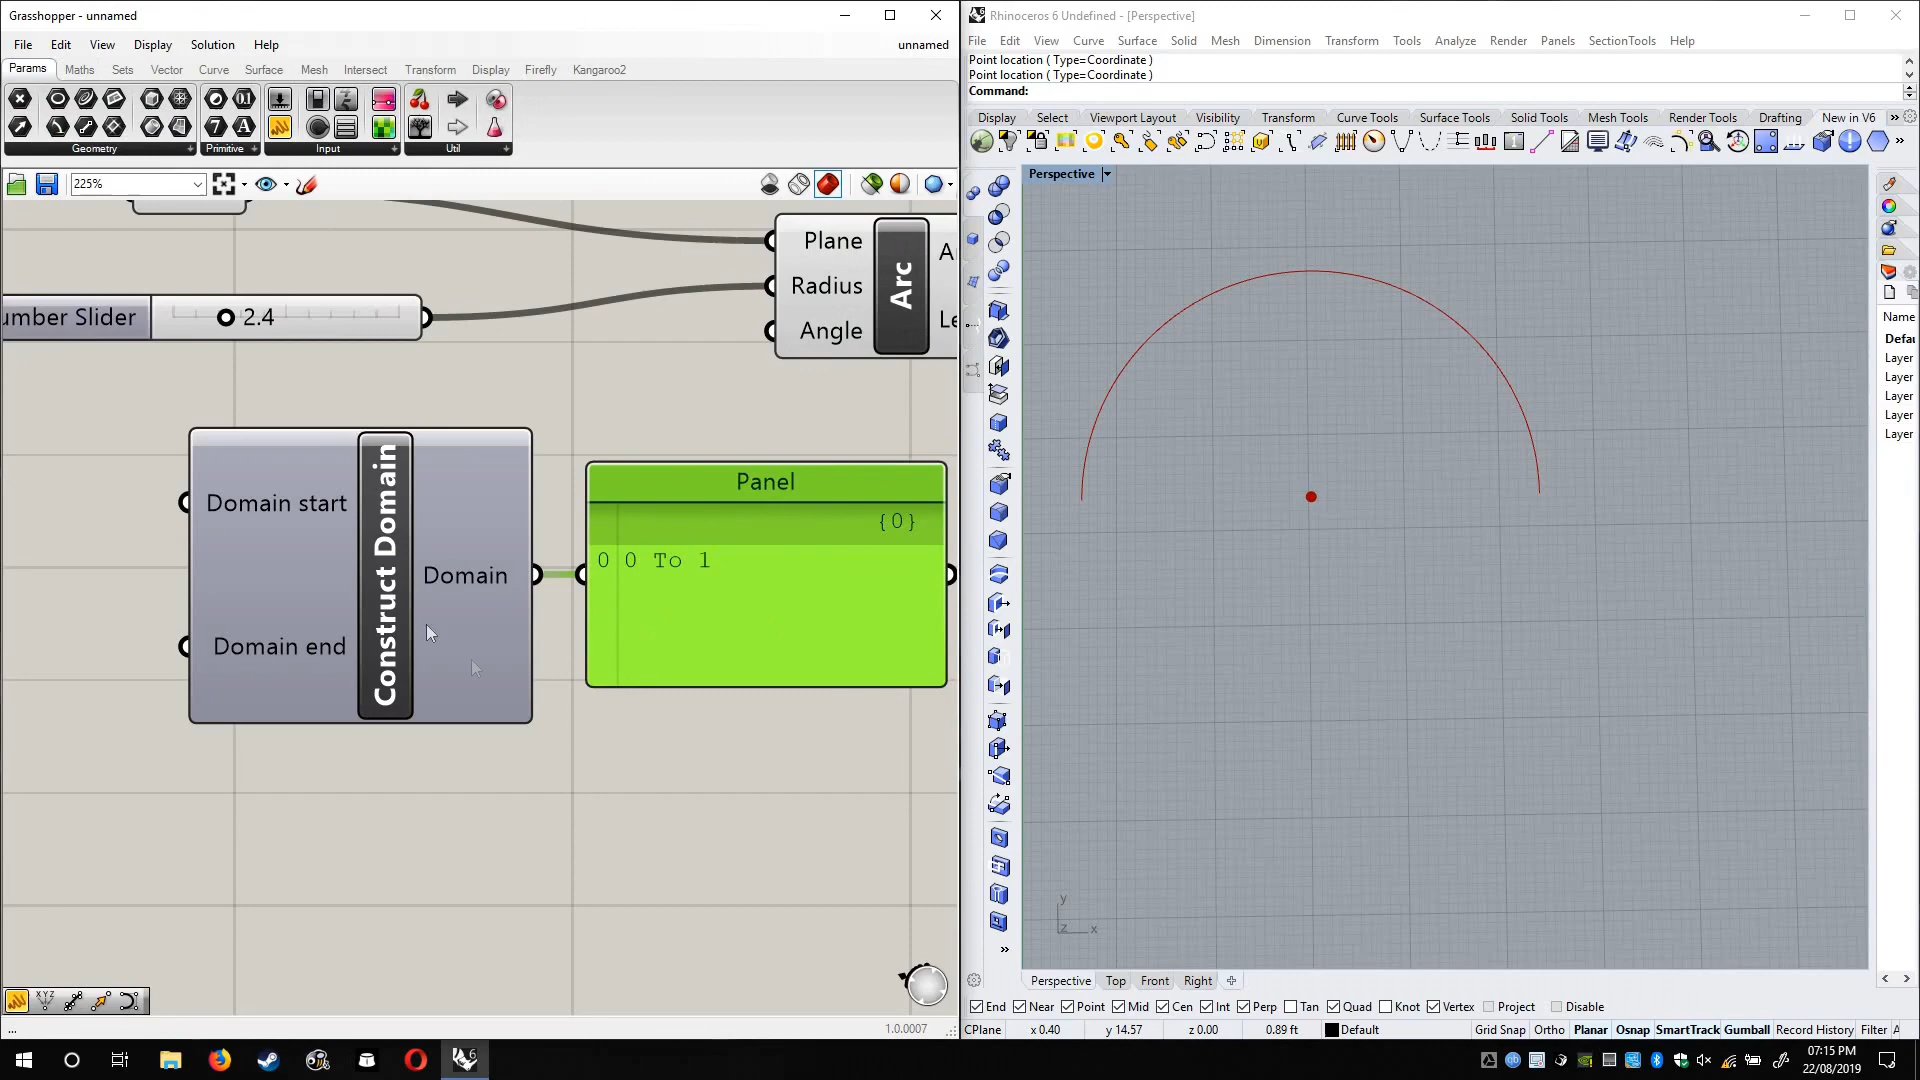 Grasshopper - unnamed
File Edit View Display Solution Help unnamed
Params Maths Sets Vector Curve Surface Mesh Intersect Transform Display Firefly Kangaroo2
Geometry Primitive Input Util
225%
Plane
Radius
Angle
Arc
umber Slider 2.4
Domain start
Domain end
Construct Domain
Domain
Panel
{0}
0 0 To 1
XYZ
...
1.0.0007
Rhinoceros 6 Undefined - [Perspective]
File Edit View Curve Surface Solid Mesh Dimension Transform Tools Analyze Render Panels SectionTools Help
Point location ( Type=Coordinate )
Point location ( Type=Coordinate )
Command:
Display Select Viewport Layout Visibility Transform Curve Tools Surface Tools Solid Tools Mesh Tools Render Tools Drafting New in V6
Perspective
Name
Defau
Layer
Layer
Layer
Layer
Layer
y
z x
Perspective Top Front Right
End Near Point Mid Cen Int Perp Tan Quad Knot Vertex Project Disable
CPlane x 0.40 y 14.57 z 0.00 0.89 ft Default Grid Snap Ortho Planar Osnap SmartTrack Gumball Record History Filter A
07:15 PM
22/08/2019